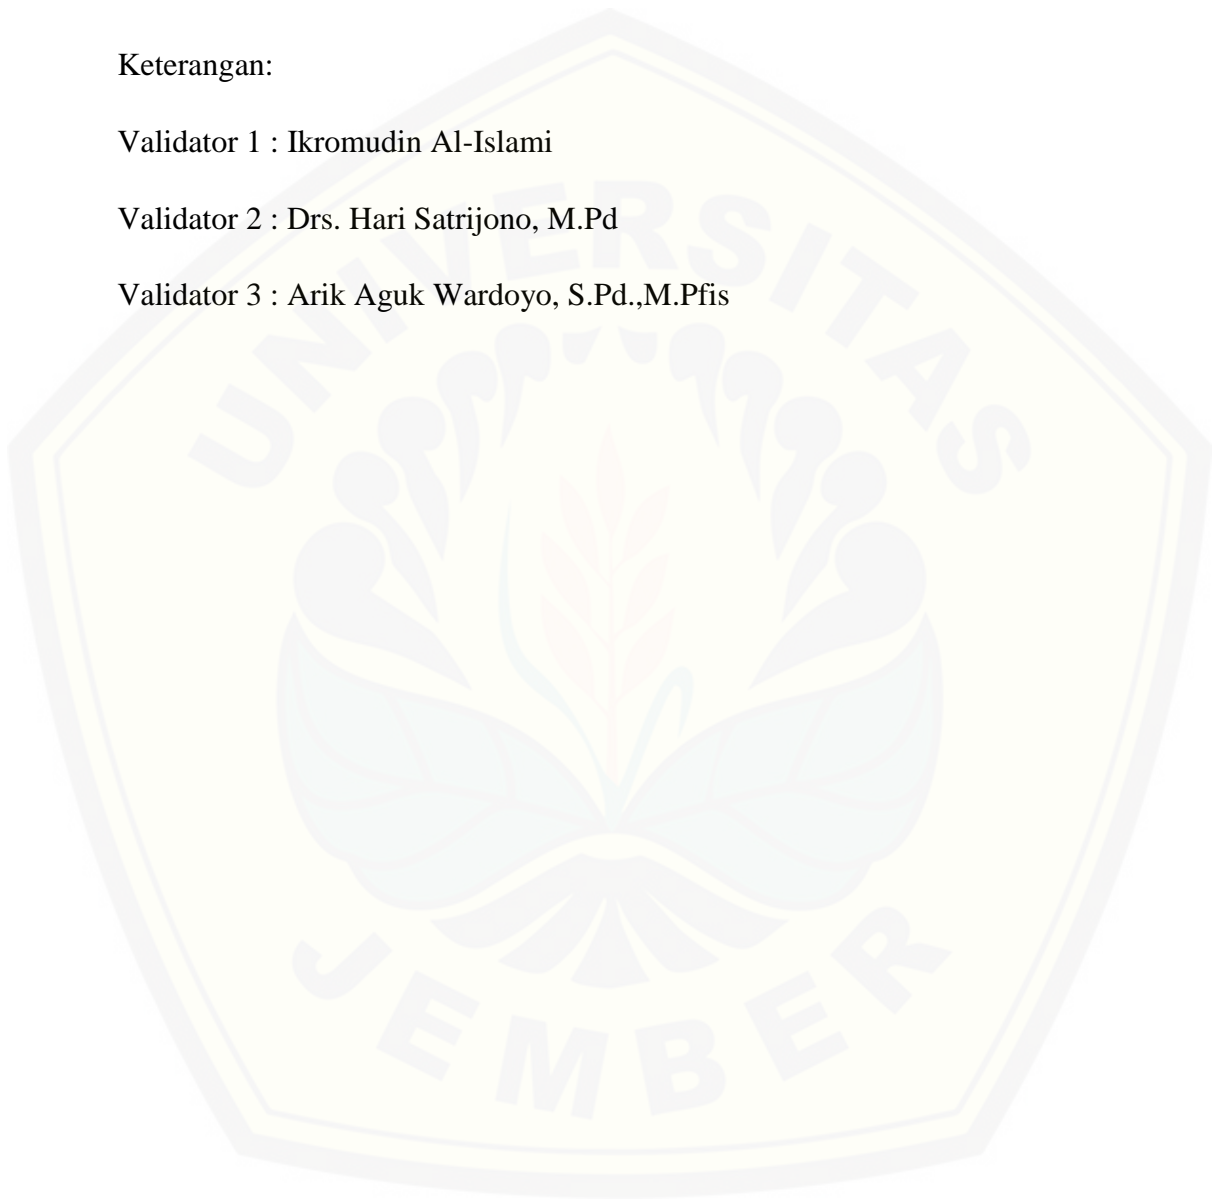 Keterangan:
Validator 1 : Ikromudin Al-Islami
Validator 2 : Drs. Hari Satrijono, M.Pd
Validator 3 : Arik Aguk Wardoyo, S.Pd.,M.Pfis
UNIVERSITAS
JEMBER